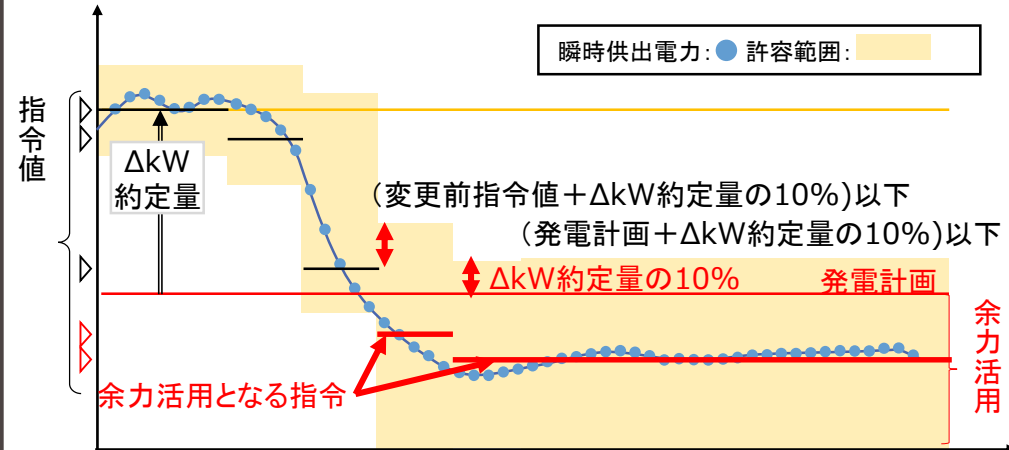 瞬時供出電力: 許容範囲:
指令値
ΔkW
約定量
(変更前指令値+ΔkW約定量の10%)以下
(発電計画+ΔkW約定量の10%)以下
ΔkW約定量の10%
発電計画
余力活用となる指令
余力活用